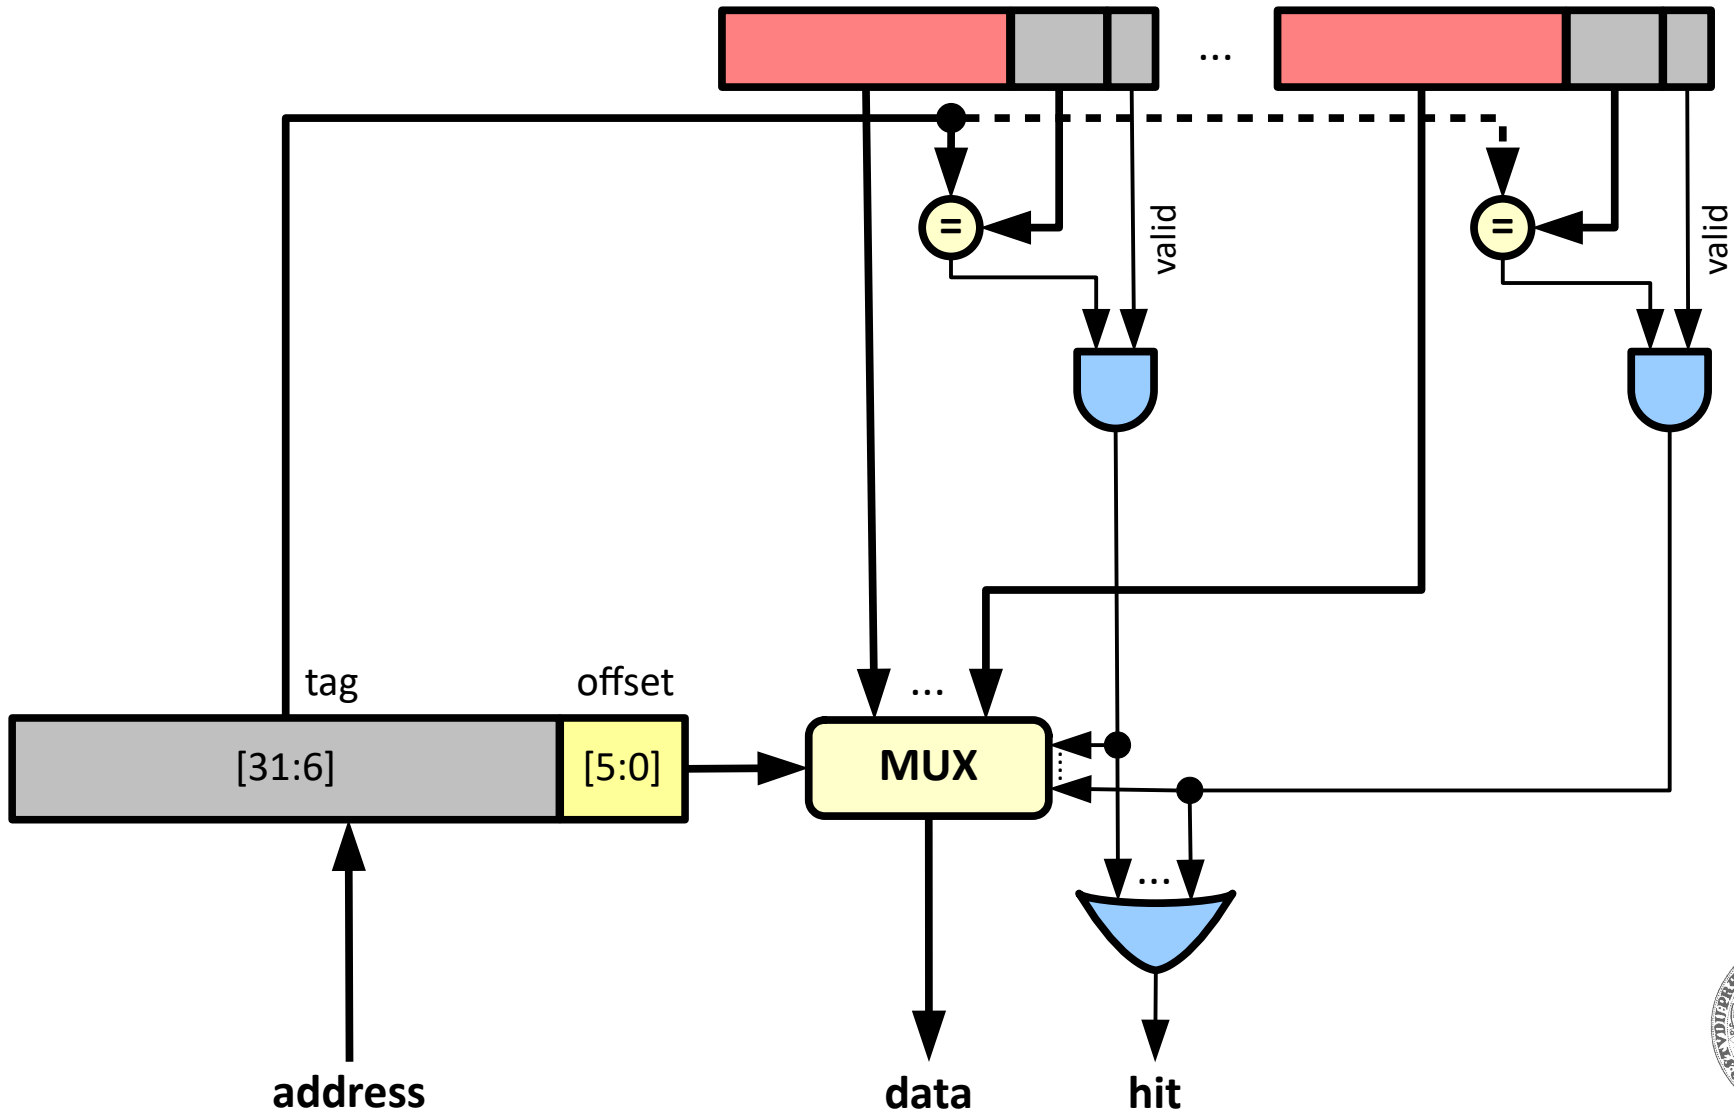 ...
= valid = valid
tag offset ...
[31:6] [5:0] MUX
...
address data hit